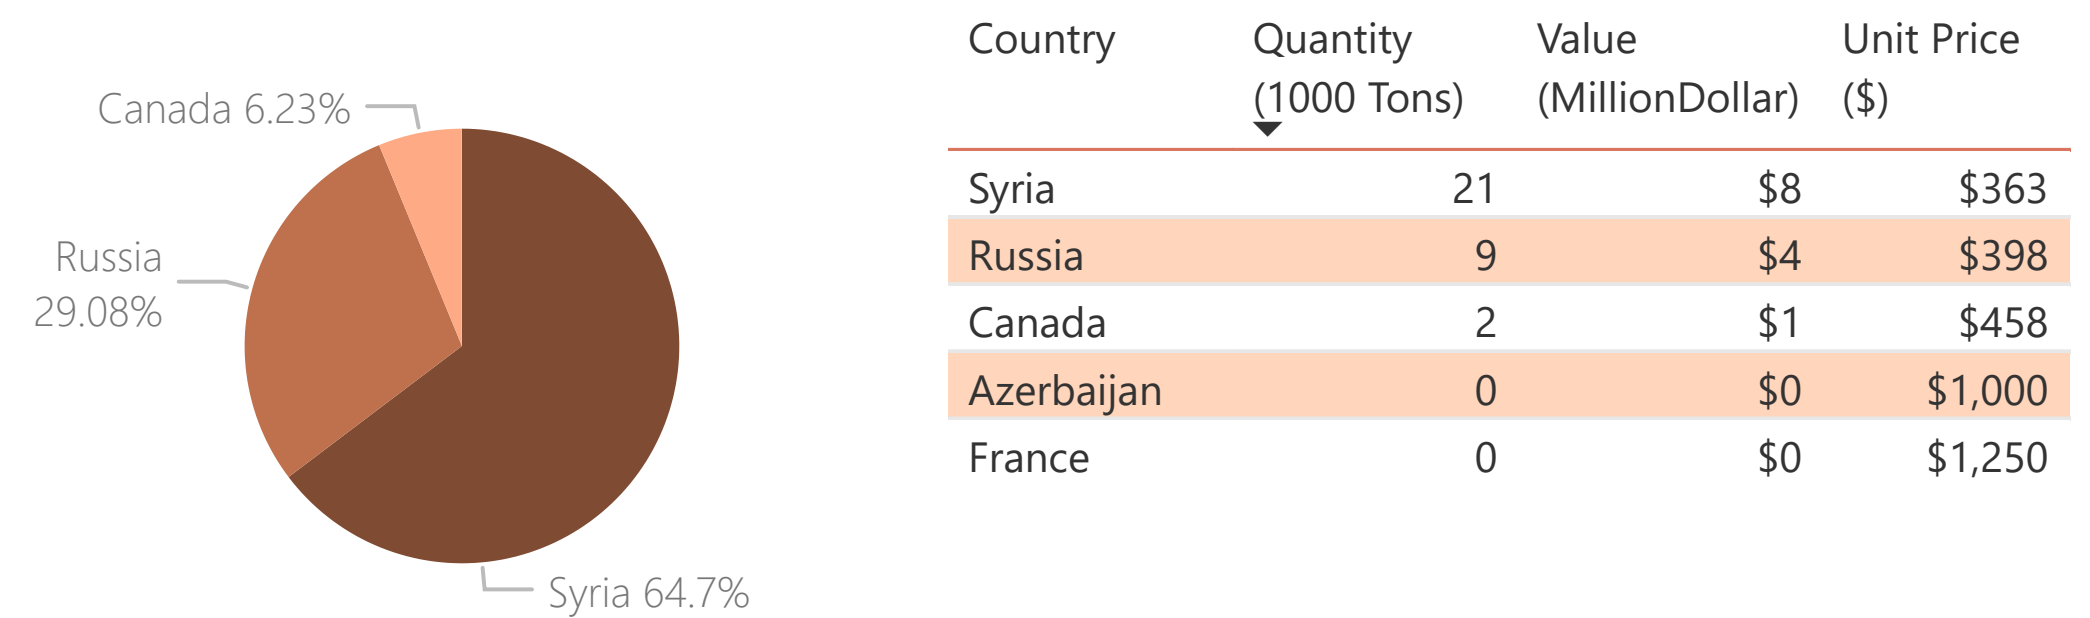 Canada 6.23%
Russia
29.08%
Syria 64.7%
Country Quantity (1000 Tons) Value (MillionDollar) Unit Price ($)
Syria 21 $8 $363
Russia 9 $4 $398
Canada 2 $1 $458
Azerbaijan 0 $0 $1,000
France 0 $0 $1,250